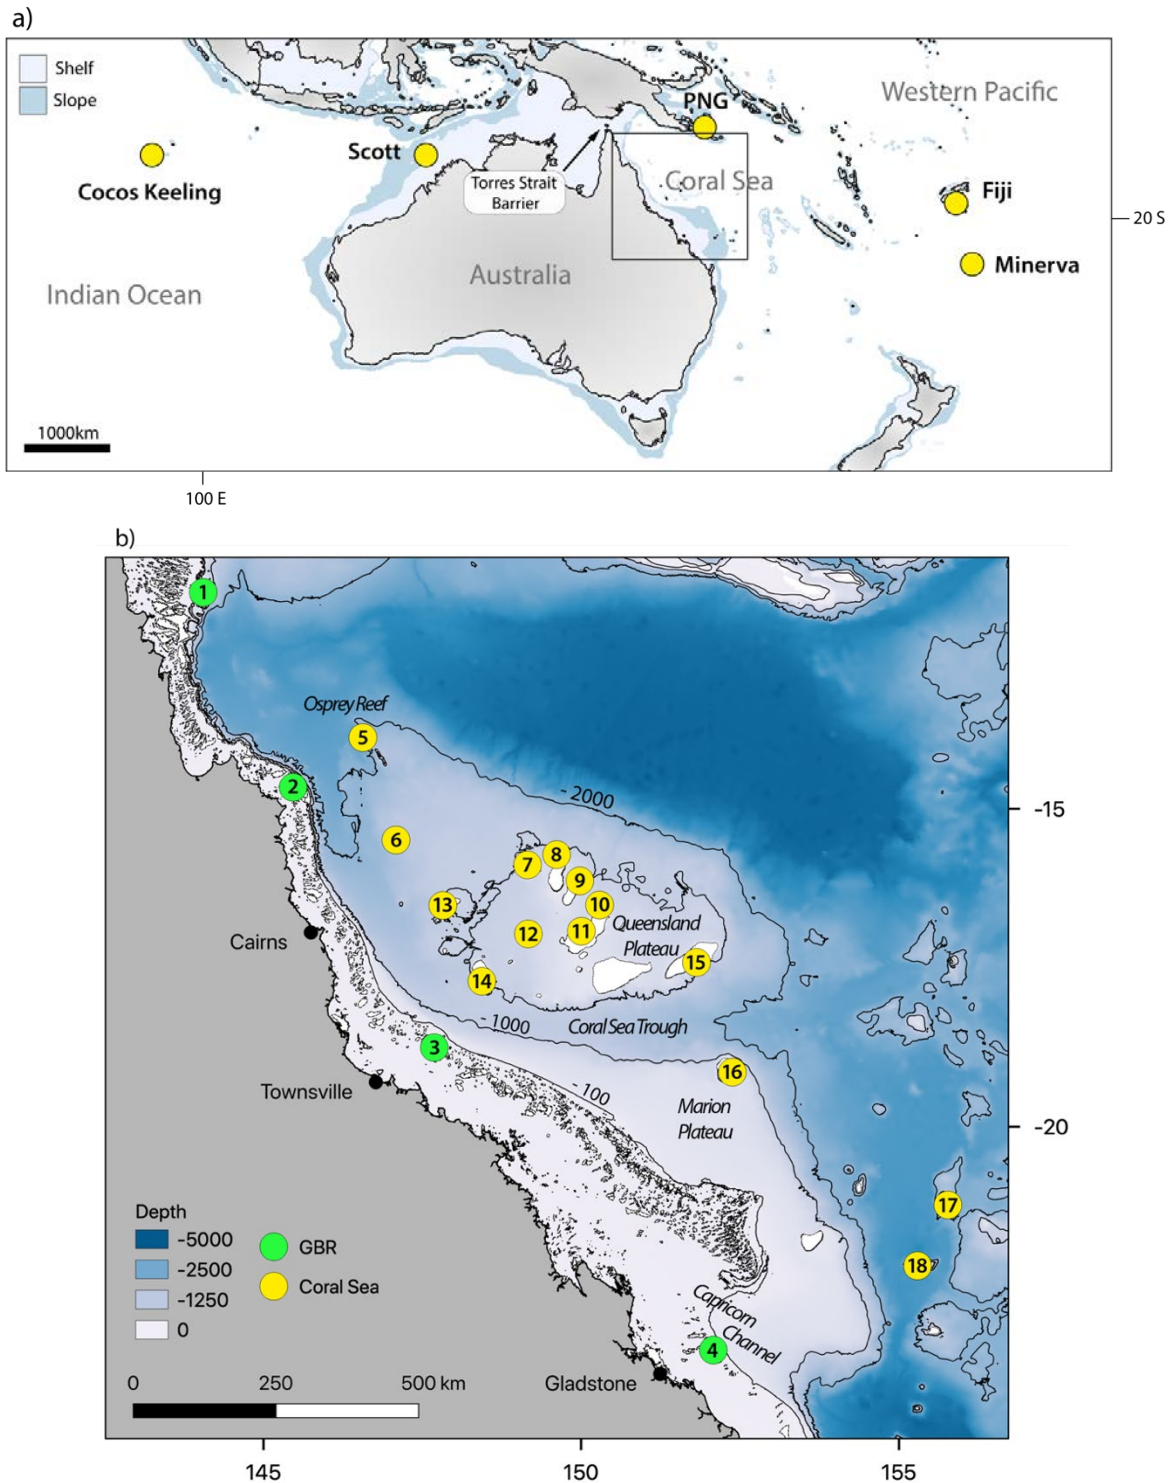 a)
Shelf
Slope
Western Pacific
PNG
Scott
Cocos Keeling
Torres Strait
Barrier
Coral Sea
Fiji
20 S
Minerva
Australia
Indian Ocean
1000km
100 E
b)
1
Osprey Reef
5
2
- 2000
-15
6
8
7
9
13
10
12
11
Queensland
Plateau
Cairns
15
14
-1000
Coral Sea Trough
3
16
Townsville
-100
Marion
Plateau
-20
17
Depth
-5000
GBR
-2500
18
Coral Sea
-1250
0
Capricorn
Channel
4
0
250
500 km
Gladstone
145
150
155